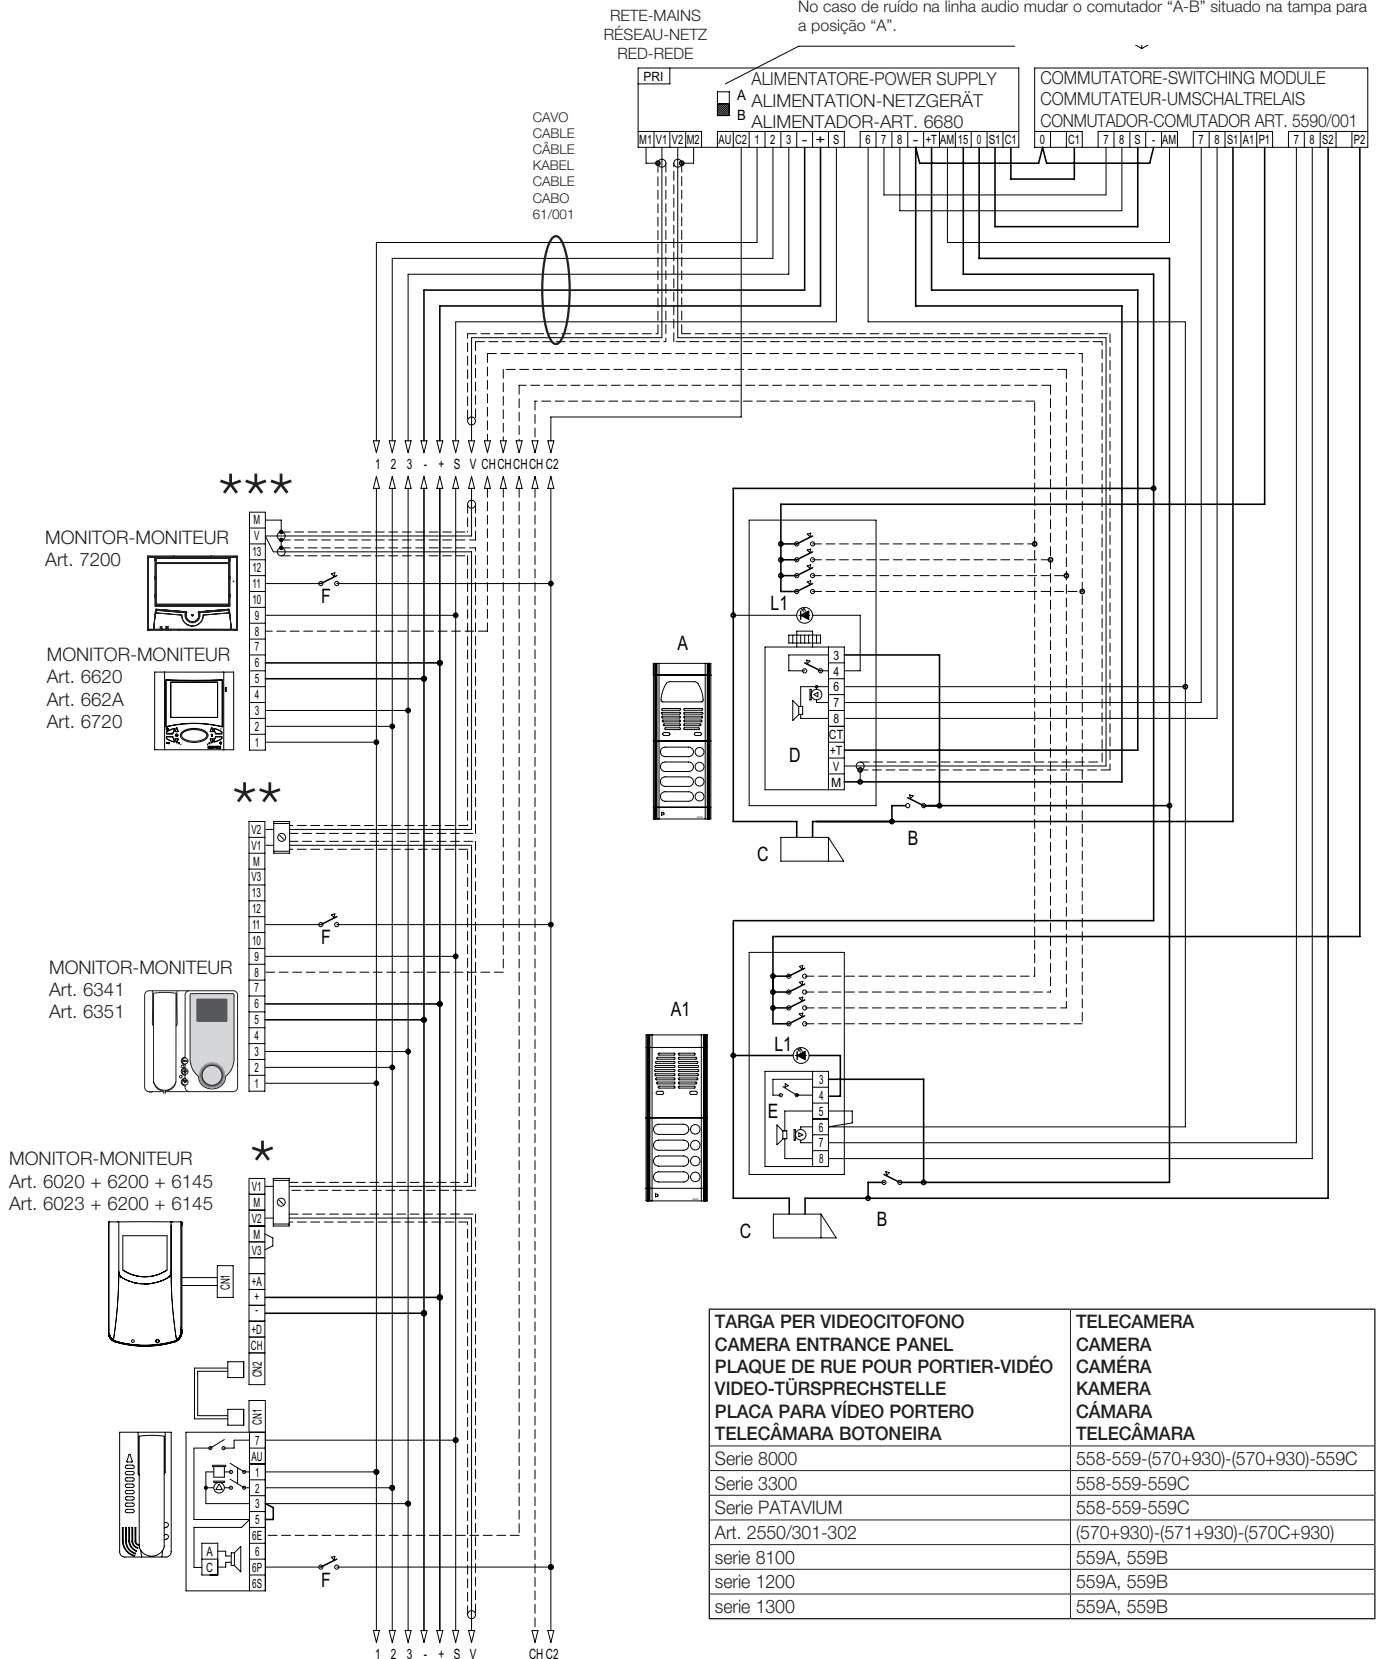 No caso de ruído na linha audio mudar o comutador “A-B” situado na tampa para
a posição “A”.
RETE-MAINS
RÉSEAU-NETZ
RED-REDE
PRI
A
B
ALIMENTATORE-POWER SUPPLY
ALIMENTATION-NETZGERÄT
ALIMENTADOR-ART. 6680
M1 V1 V2 M2 AU C2 1 2 3 - + S 6 7 8 - +T AM 15 0 S1 C1
COMMUTATORE-SWITCHING MODULE
COMMUTATEUR-UMSCHALTRELAIS
CONMUTADOR-COMUTADOR ART. 5590/001
0 C1 7 8 S - AM 7 8 S1 A1 P1 7 8 S2 P2
CAVO
CABLE
CÂBLE
KABEL
CABLE
CABO
61/001
1 2 3 - + S V CH CH CH CH C2
***
MONITOR-MONITEUR
Art. 7200
MONITOR-MONITEUR
Art. 6620
Art. 662A
Art. 6720
M
V
13
12
11
10
9
8
7
6
5
4
3
2
1
F
**
MONITOR-MONITEUR
Art. 6341
Art. 6351
V2
V1
M
V3
13
12
11
10
9
8
7
6
5
4
3
2
1
F
*
MONITOR-MONITEUR
Art. 6020 + 6200 + 6145
Art. 6023 + 6200 + 6145
CN1
V1
M
V2
M
V3
+A
+
-
+D
CH
CN2
CN1
7
AU
1
2
3
5
6E
6
6P
6S
A
C
F
1 2 3 - + S V CH C2
A
L1
3
4
6
7
8
CT
+T
V
M
D
B
C
A1
L1
3
4
5
6
7
8
E
B
C
TARGA PER VIDEOCITOFONO
CAMERA ENTRANCE PANEL
PLAQUE DE RUE POUR PORTIER-VIDÉO
VIDEO-TÜRSPRECHSTELLE
PLACA PARA VÍDEO PORTERO
TELECÂMARA BOTONEIRA
TELECAMERA
CAMERA
CAMÉRA
KAMERA
CÁMARA
TELECÂMARA
Serie 8000 558-559-(570+930)-(570+930)-559C
Serie 3300 558-559-559C
Serie PATAVIUM 558-559-559C
Art. 2550/301-302 (570+930)-(571+930)-(570C+930)
serie 8100 559A, 559B
serie 1200 559A, 559B
serie 1300 559A, 559B